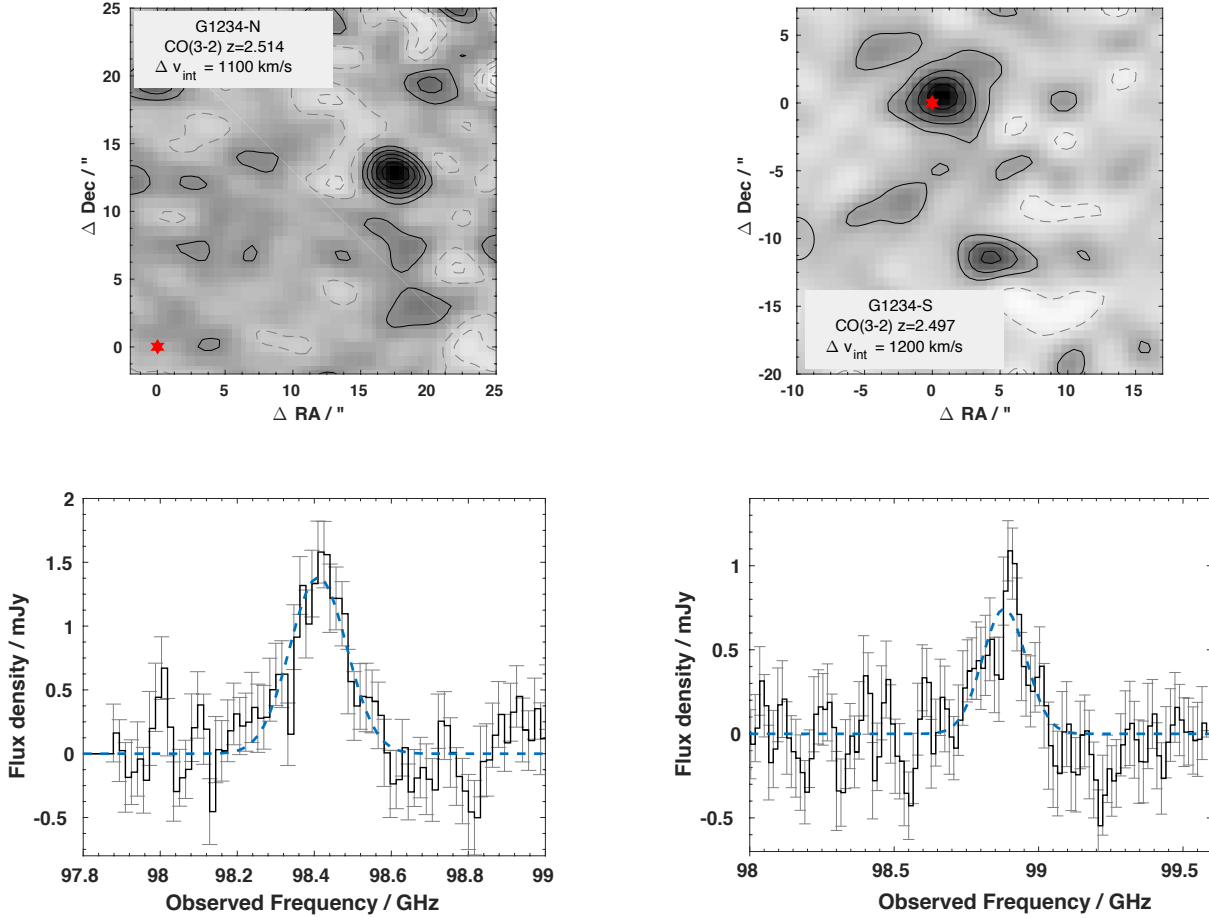 G1234-N
CO(3-2) z=2.514
Δ v_int = 1100 km/s
25
20
15
10
5
0
Δ Dec / "
0 5 10 15 20 25
Δ RA / "
G1234-S
CO(3-2) z=2.497
Δ v_int = 1200 km/s
5
0
-5
-10
-15
-20
Δ Dec / "
-10 -5 0 5 10 15
Δ RA / "
2
1.5
1
0.5
0
-0.5
Flux density / mJy
97.8 98 98.2 98.4 98.6 98.8 99
Observed Frequency / GHz
1
0.5
0
-0.5
Flux density / mJy
98 98.5 99 99.5
Observed Frequency / GHz